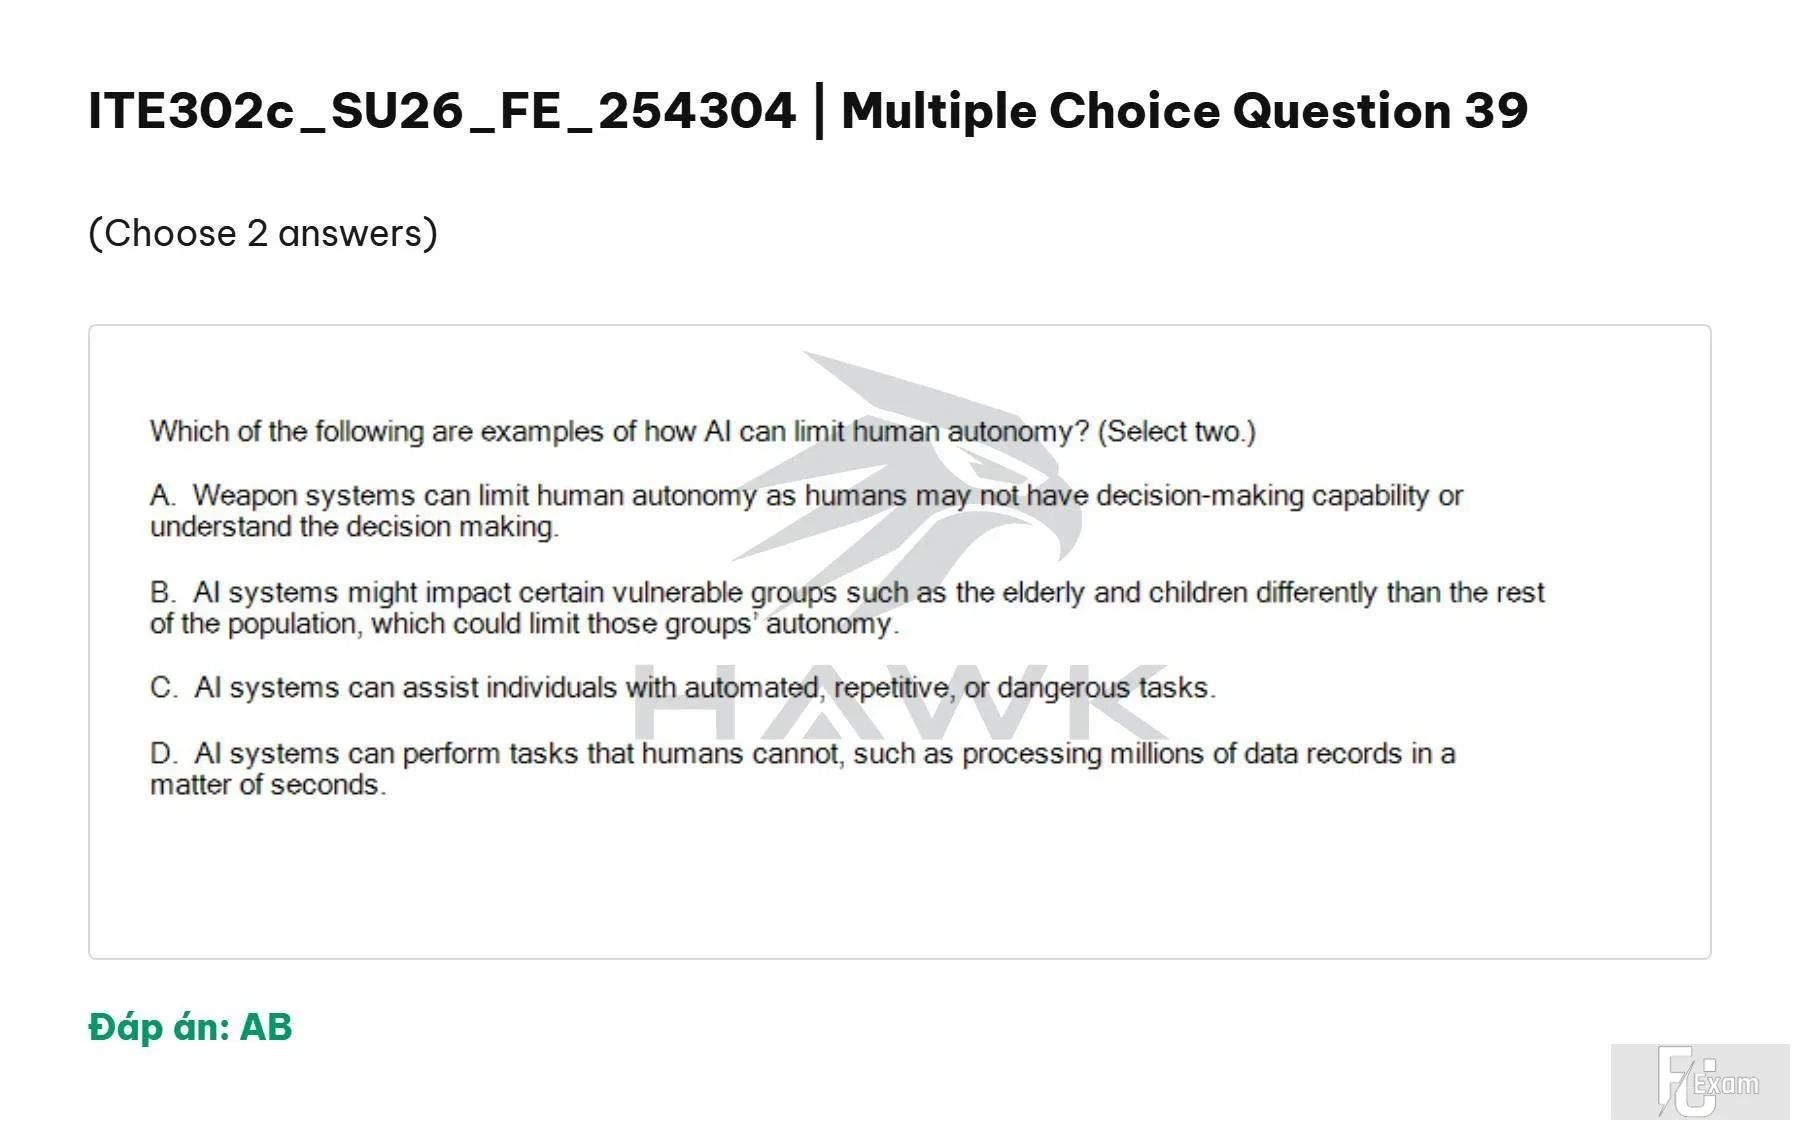 ITE302c_SU26_FE_254304 | Multiple Choice Question 39
(Choose 2 answers)
Which of the following are examples of how AI can limit human autonomy? (Select two.)
A. Weapon systems can limit human autonomy as humans may not have decision-making capability or
understand the decision making.
B. AI systems might impact certain vulnerable groups such as the elderly and children differently than the rest
of the population, which could limit those groups' autonomy.
C. AI systems can assist individuals with automated, repetitive, or dangerous tasks.
HAWK
D. AI systems can perform tasks that humans cannot, such as processing millions of data records in a
matter of seconds.
Đáp án: AB
FU Exam